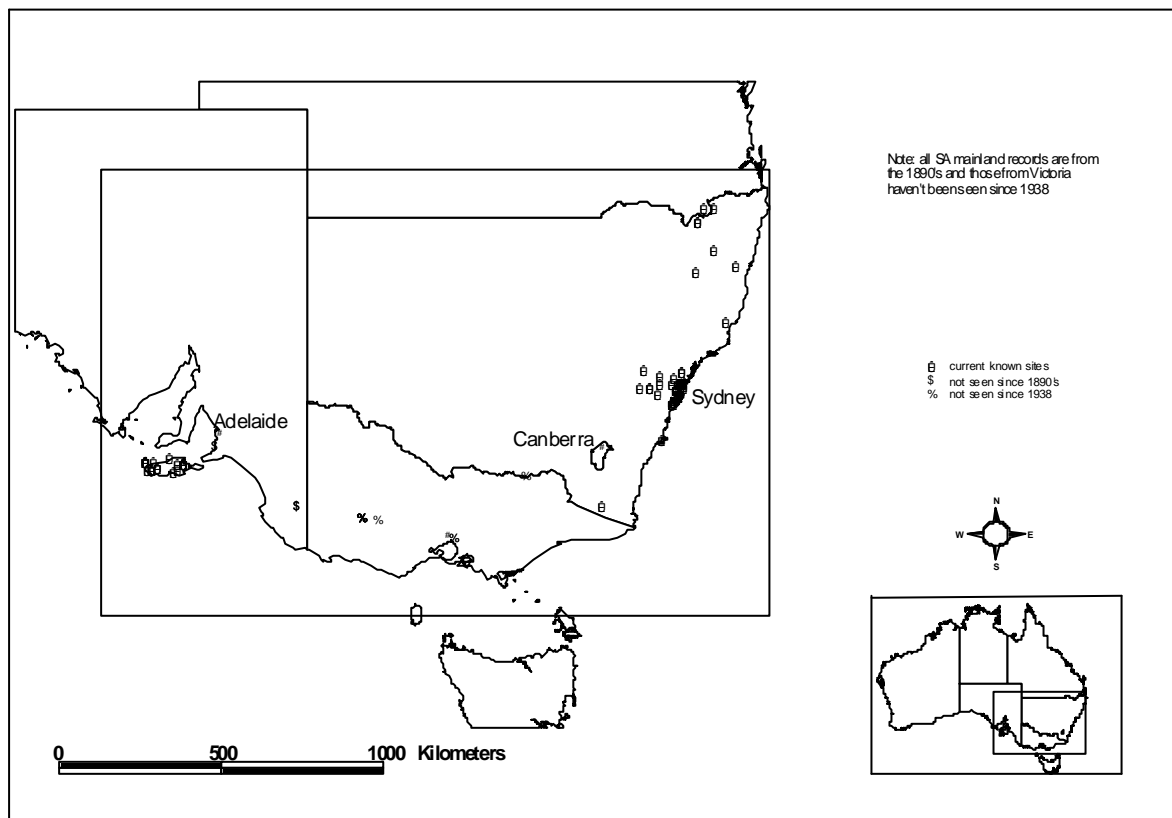 Note: all SA mainland records are from
the 1890's and those from Victoria
haven't been seen since 1938
current known sites
$ not seen since 1890's
% not seen since 1938
Sydney
Adelaide
Canberra
%
$
% %
%
N
W E
S
0 500 1000 Kilometers